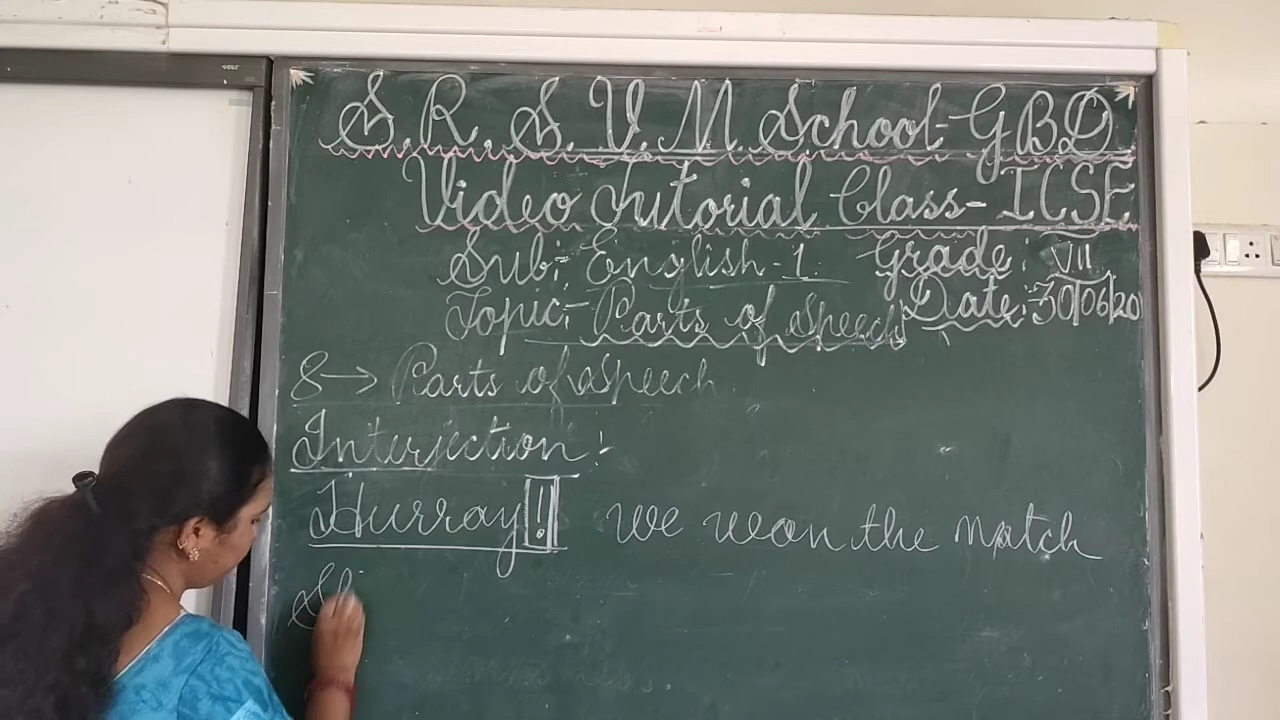 S.R.S.V.M. School-GBD
Video Tutorial Class-ICSE
Sub:- English-1. Grade: VII
Topic:- Parts of Speech Date:-30/06/20
8→ Parts of Speech.
Interjection:-
Hurray! We won the match